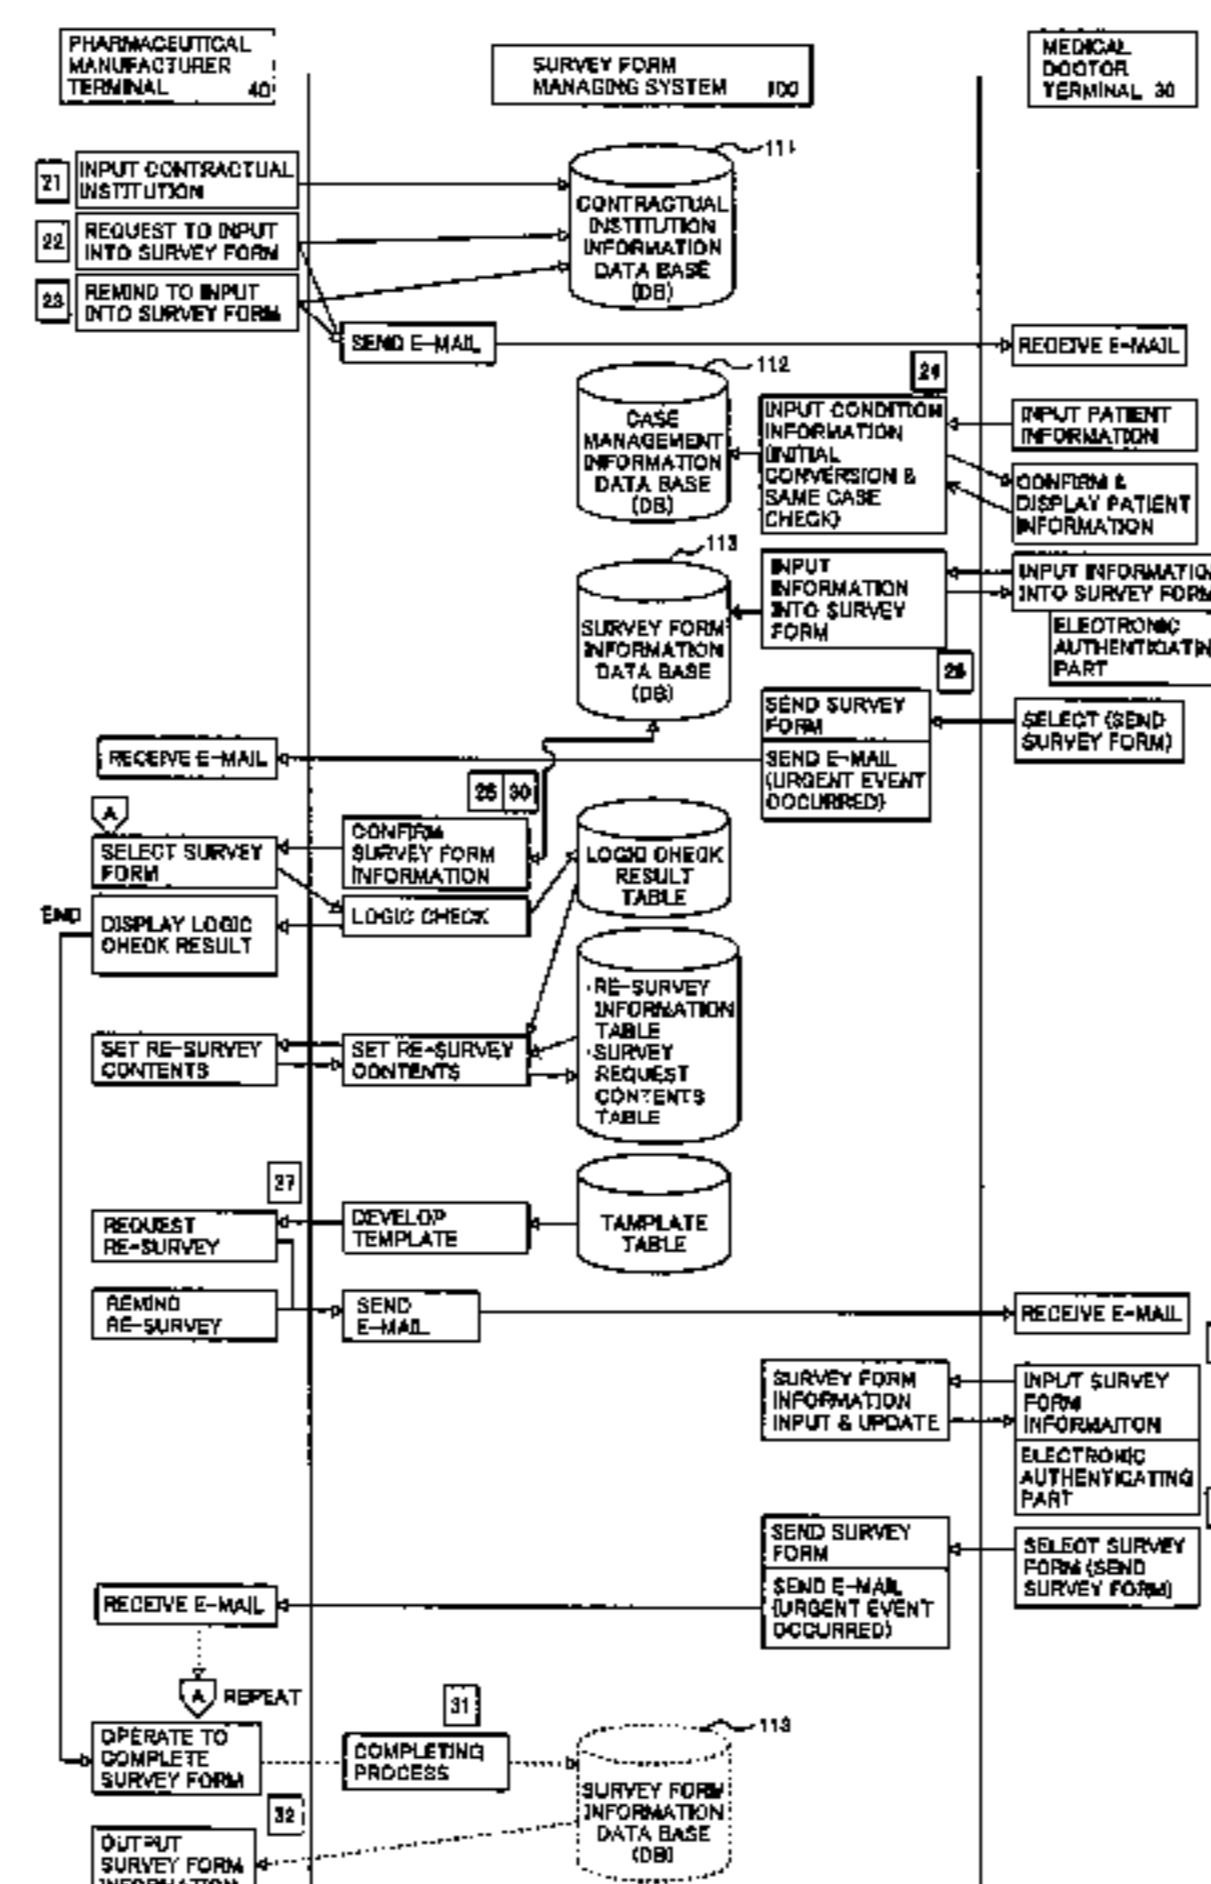 PHARMACEUTICAL
MANUFACTURER
TERMINAL 40
SURVEY FORM
MANAGING SYSTEM 100
MEDICAL
DOCTOR
TERMINAL 30
111
21
INPUT CONTRACTUAL
INSTITUTION
22
REQUEST TO INPUT
INTO SURVEY FORM
23
REMIND TO INPUT
INTO SURVEY FORM
CONTRACTUAL
INSTITUTION
INFORMATION
DATA BASE
(DB)
SEND E-MAIL
RECEIVE E-MAIL
112
24
CASE
MANAGEMENT
INFORMATION
DATA BASE
(DB)
INPUT CONDITION
INFORMATION
(INITIAL
CONVERSION &
SAME CASE
CHECK)
INPUT PATIENT
INFORMATION
CONFIRM &
DISPLAY PATIENT
INFORMATION
113
SURVEY FORM
INFORMATION
DATA BASE
(DB)
INPUT
INFORMATION
INTO SURVEY
FORM
INPUT INFORMATIO
INTO SURVEY FORM
ELECTRONIC
AUTHENTICATIN
PART
SEND SURVEY
FORM
SEND E-MAIL
(URGENT EVENT
OCCURRED)
SELECT (SEND
SURVEY FORM)
RECEIVE E-MAIL
30
A
SELECT SURVEY
FORM
CONFIRM
SURVEY FORM
INFORMATION
LOGIC CHECK
RESULT
TABLE
END
DISPLAY LOGIC
CHECK RESULT
LOGIC CHECK
·RE-SURVEY
INFORMATION
TABLE
·SURVEY
REQUEST
CONTENTS
TABLE
SET RE-SURVEY
CONTENTS
SET RE-SURVEY
CONTENTS
27
REQUEST
RE-SURVEY
DEVELOP
TEMPLATE
TAMPLATE
TABLE
REMIND
RE-SURVEY
SEND
E-MAIL
RECEIVE E-MAIL
SURVEY FORM
INFORMATION
INPUT & UPDATE
INPUT SURVEY
FORM
INFORMAITON
ELECTRONIC
AUTHENTICATING
PART
SEND SURVEY
FORM
SEND E-MAIL
(URGENT EVENT
OCCURRED)
SELECT SURVEY
FORM (SEND
SURVEY FORM)
RECEIVE E-MAIL
A REPEAT
31
113
OPERATE TO
COMPLETE
SURVEY FORM
COMPLETING
PROCESS
SURVEY FORM
INFORMATION
DATA BASE
(DB)
32
OUTPUT
SURVEY FORM
INFORMATION